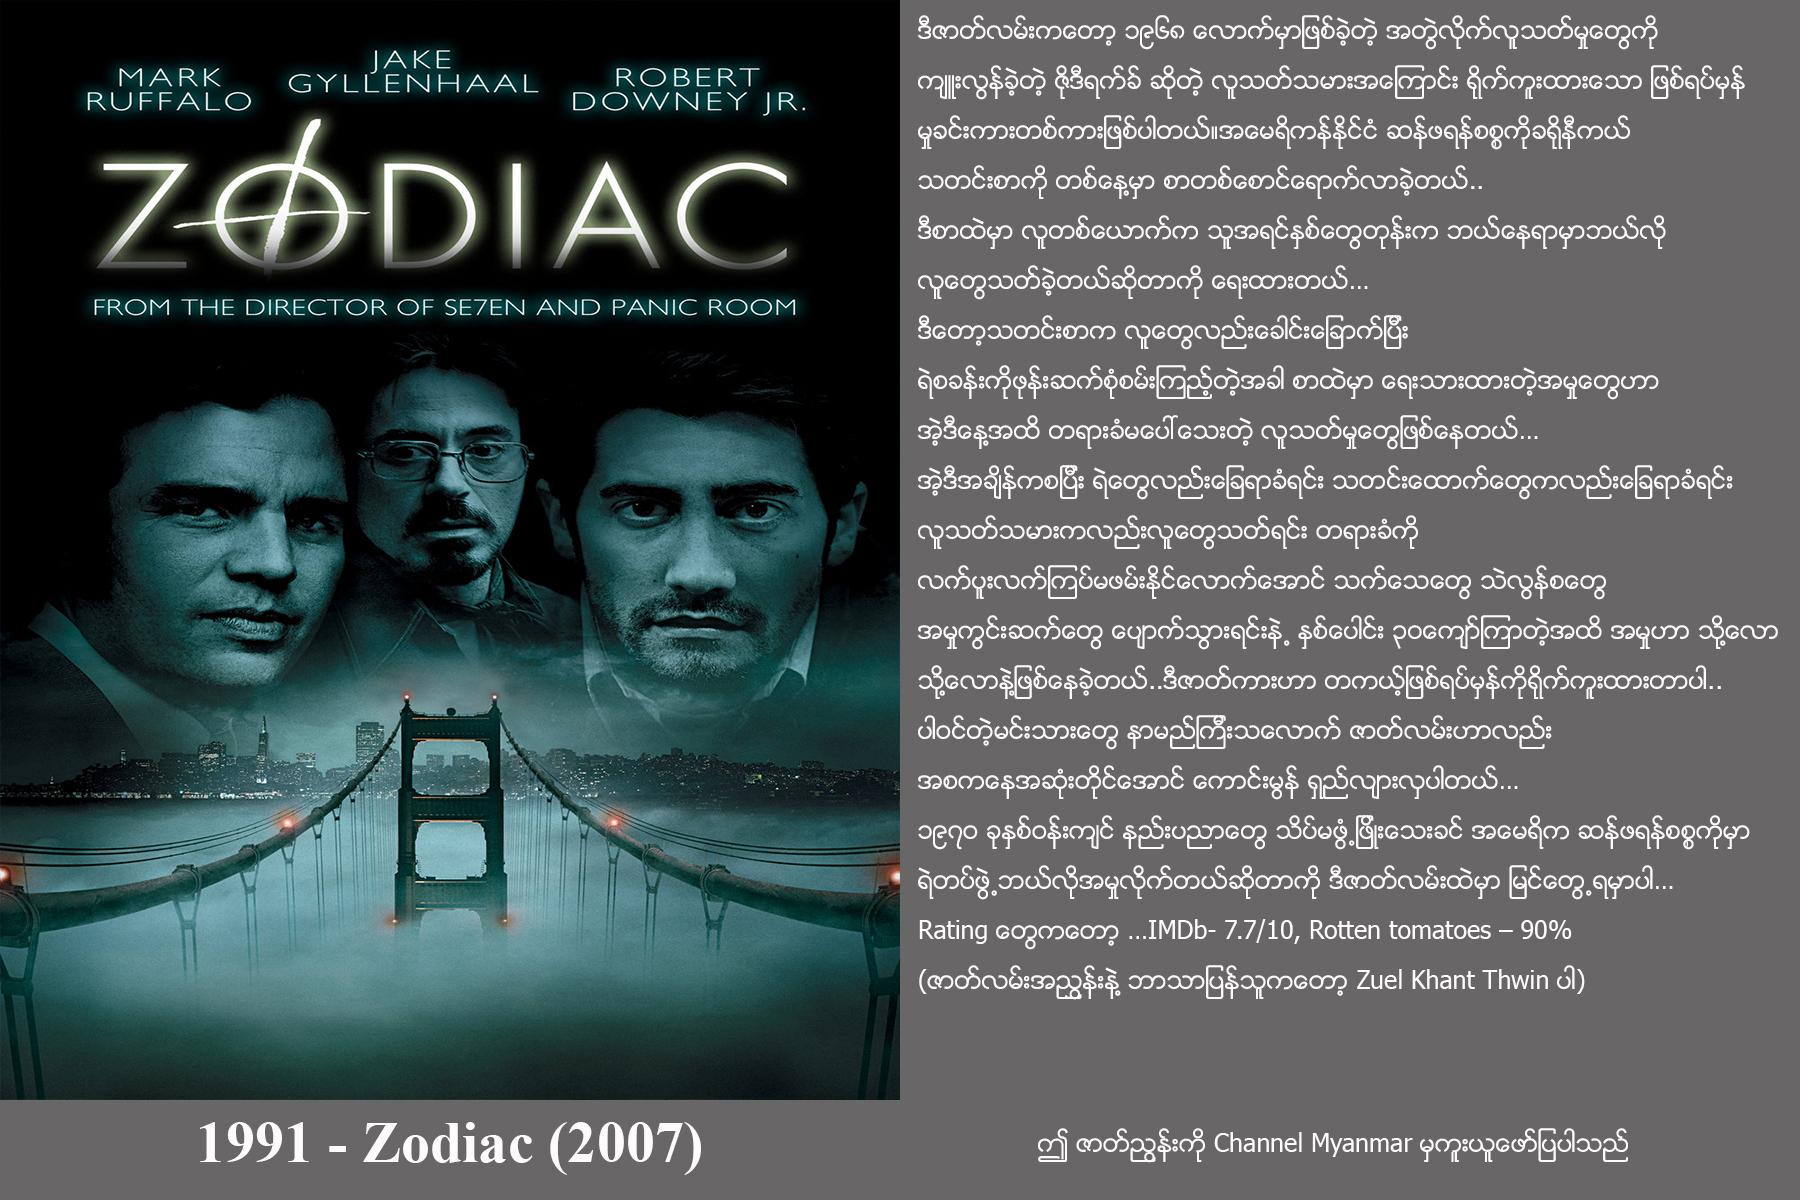 MARK RUFFALO
JAKE GYLLENHAAL
ROBERT DOWNEY JR.
ZODIAC
FROM THE DIRECTOR OF SE7EN AND PANIC ROOM
ဒီဇာတ်လမ်းကတော့ ၁၉၆၈ လောက်မှာဖြစ်ခဲ့တဲ့ အတွဲလိုက်လူသတ်မှုတွေကို
ကျူးလွန်ခဲ့တဲ့ ဇိုဒီရက်ခ် ဆိုတဲ့ လူသတ်သမားအကြောင်း ရိုက်ကူးထားသော ဖြစ်ရပ်မှန်
မှုခင်းကားတစ်ကားဖြစ်ပါတယ်။အမေရိကန်နိုင်ငံ ဆန်ဖရန်စစ္စကိုခရိုနီကယ်
သတင်းစာကို တစ်နေ့မှာ စာတစ်စောင်ရောက်လာခဲ့တယ်..
ဒီစာထဲမှာ လူတစ်ယောက်က သူအရင်နှစ်တွေတုန်းက ဘယ်နေရာမှာဘယ်လို
လူတွေသတ်ခဲ့တယ်ဆိုတာကို ရေးထားတယ်…
ဒီတော့သတင်းစာက လူတွေလည်းခေါင်းခြောက်ပြီး
ရဲစခန်းကိုဖုန်းဆက်စုံစမ်းကြည့်တဲ့အခါ စာထဲမှာ ရေးသားထားတဲ့အမှုတွေဟာ
အဲ့ဒီနေ့အထိ တရားခံမပေါ်သေးတဲ့ လူသတ်မှုတွေဖြစ်နေတယ်…
အဲ့ဒီအချိန်ကစပြီး ရဲတွေလည်းခြေရာခံရင်း သတင်းထောက်တွေကလည်းခြေရာခံရင်း
လူသတ်သမားကလည်းလူတွေသတ်ရင်း တရားခံကို
လက်ပူးလက်ကြပ်မဖမ်းနိုင်လောက်အောင် သက်သေတွေ သဲလွန်စတွေ
အမှုကွင်းဆက်တွေ ပျောက်သွားရင်းနဲ့ နှစ်ပေါင်း ၃၀ကျော်ကြာတဲ့အထိ အမှုဟာ သို့လော
သို့လောနဲ့ဖြစ်နေခဲ့တယ်..ဒီဇာတ်ကားဟာ တကယ့်ဖြစ်ရပ်မှန်ကိုရိုက်ကူးထားတာပါ..
ပါဝင်တဲ့မင်းသားတွေ နာမည်ကြီးသလောက် ဇာတ်လမ်းဟာလည်း
အစကနေအဆုံးတိုင်အောင် ကောင်းမွန် ရှည်လျားလှပါတယ်…
၁၉၇၀ ခုနှစ်ဝန်းကျင် နည်းပညာတွေ သိပ်မဖွံ့ဖြိုးသေးခင် အမေရိက ဆန်ဖရန်စစ္စကိုမှာ
ရဲတပ်ဖွဲ့ဘယ်လိုအမှုလိုက်တယ်ဆိုတာကို ဒီဇာတ်လမ်းထဲမှာ မြင်တွေ့ရမှာပါ…
Rating တွေကတော့ …IMDb- 7.7/10, Rotten tomatoes – 90%
(ဇာတ်လမ်းအညွှန်းနဲ့ ဘာသာပြန်သူကတော့ Zuel Khant Thwin ပါ)
1991 - Zodiac (2007)
ဤ ဇာတ်ညွှန်းကို Channel Myanmar မှကူးယူဖော်ပြပါသည်